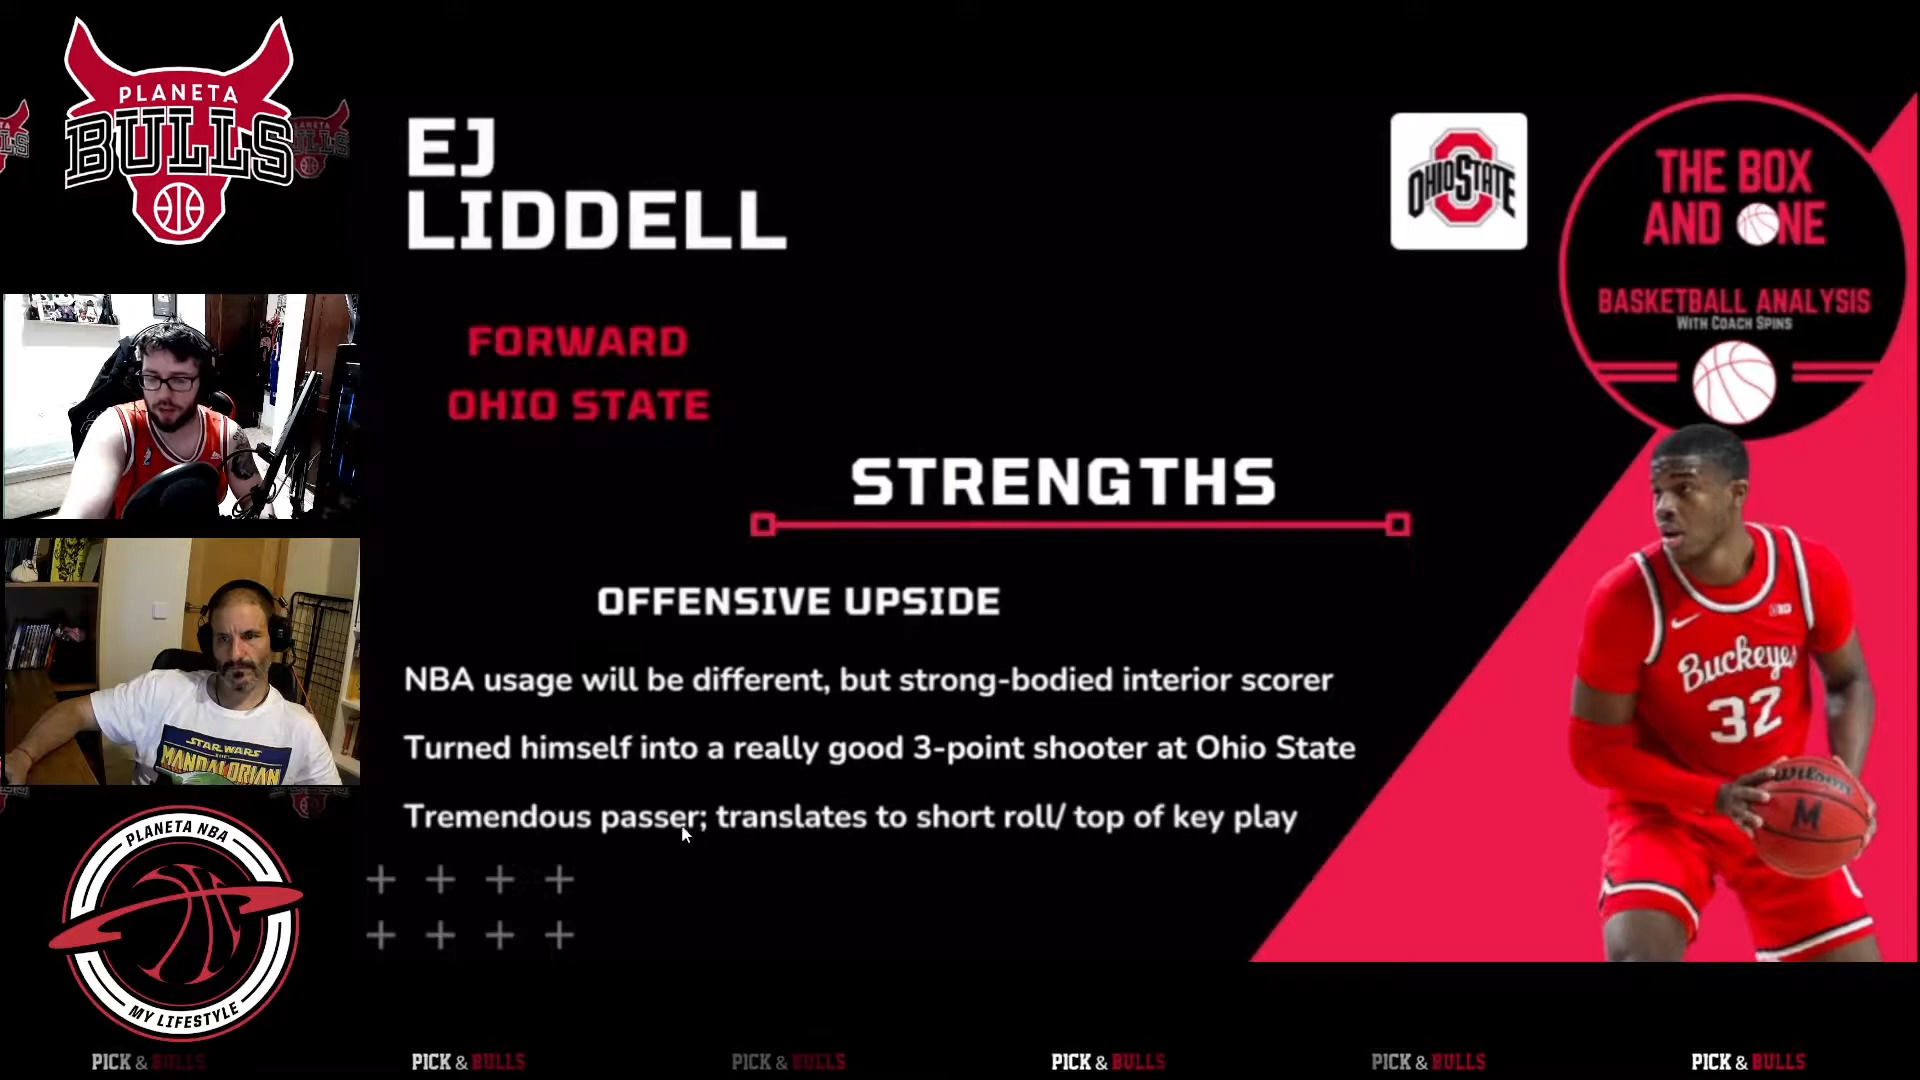 PLANETA
BULLS
EJ
LIDDELL
FORWARD
OHIO STATE
OHIO STATE
THE BOX
AND ONE
BASKETBALL ANALYSIS
WITH COACH SPINS
STRENGTHS
OFFENSIVE UPSIDE
NBA usage will be different, but strong-bodied interior scorer
Turned himself into a really good 3-point shooter at Ohio State
Tremendous passer; translates to short roll/ top of key play
STAR WARS
THE
MANDALORIAN
B1G
Buckeyes
32
Wilson
M
PLANETA NBA
MY LIFESTYLE
PICK & BULLS
PICK & BULLS
PICK & BULLS
PICK & BULLS
PICK & BULLS
PICK & BULLS